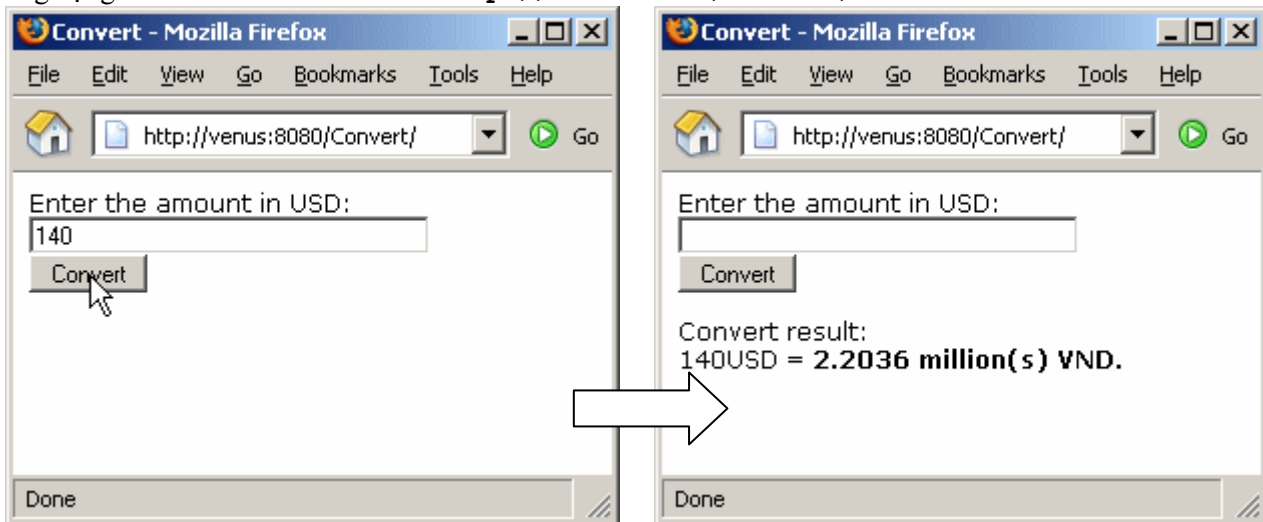 Convert - Mozilla Firefox
File Edit View Go Bookmarks Tools Help
http://venus:8080/Convert/ Go
Enter the amount in USD:
140
Convert
Done
Convert - Mozilla Firefox
File Edit View Go Bookmarks Tools Help
http://venus:8080/Convert/ Go
Enter the amount in USD:
Convert
Convert result:
140USD = 2.2036 million(s) VND.
Done